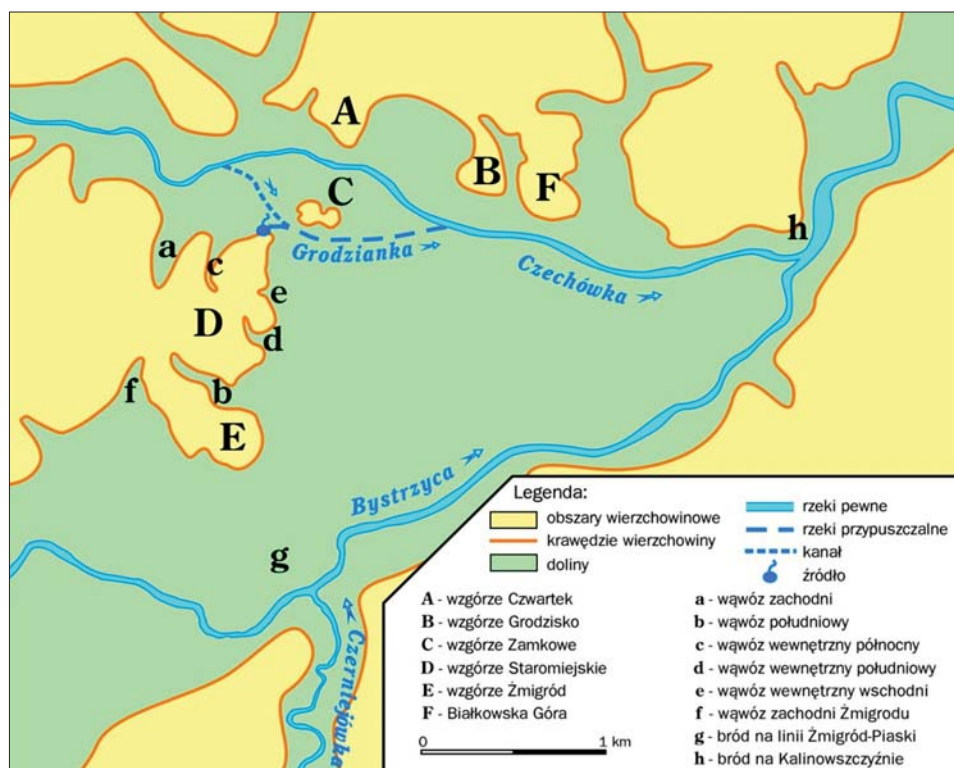 A
B
F
C
h
a
c
Grodzianka
Czechówka
e
D
d
f
b
E
Bystrzyca
g
Czerniejówka
Legenda:
obszary wierzchowinowe
krawędzie wierzchowiny
doliny
rzeki pewne
rzeki przypuszczalne
kanał
źródło
A - wzgórze Czwartek
B - wzgórze Grodzisko
C - wzgórze Zamkowe
D - wzgórze Staromiejskie
E - wzgórze Żmigród
F - Białkowska Góra
0 1 km
a - wąwóz zachodni
b - wąwóz południowy
c - wąwóz wewnętrzny północny
d - wąwóz wewnętrzny południowy
e - wąwóz wewnętrzny wschodni
f - wąwóz zachodni Żmigrodu
g - bród na linii Żmigród-Piaski
h - bród na Kalinowszczyźnie